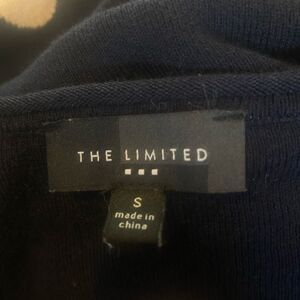 THE LIMITED
S
made in
china